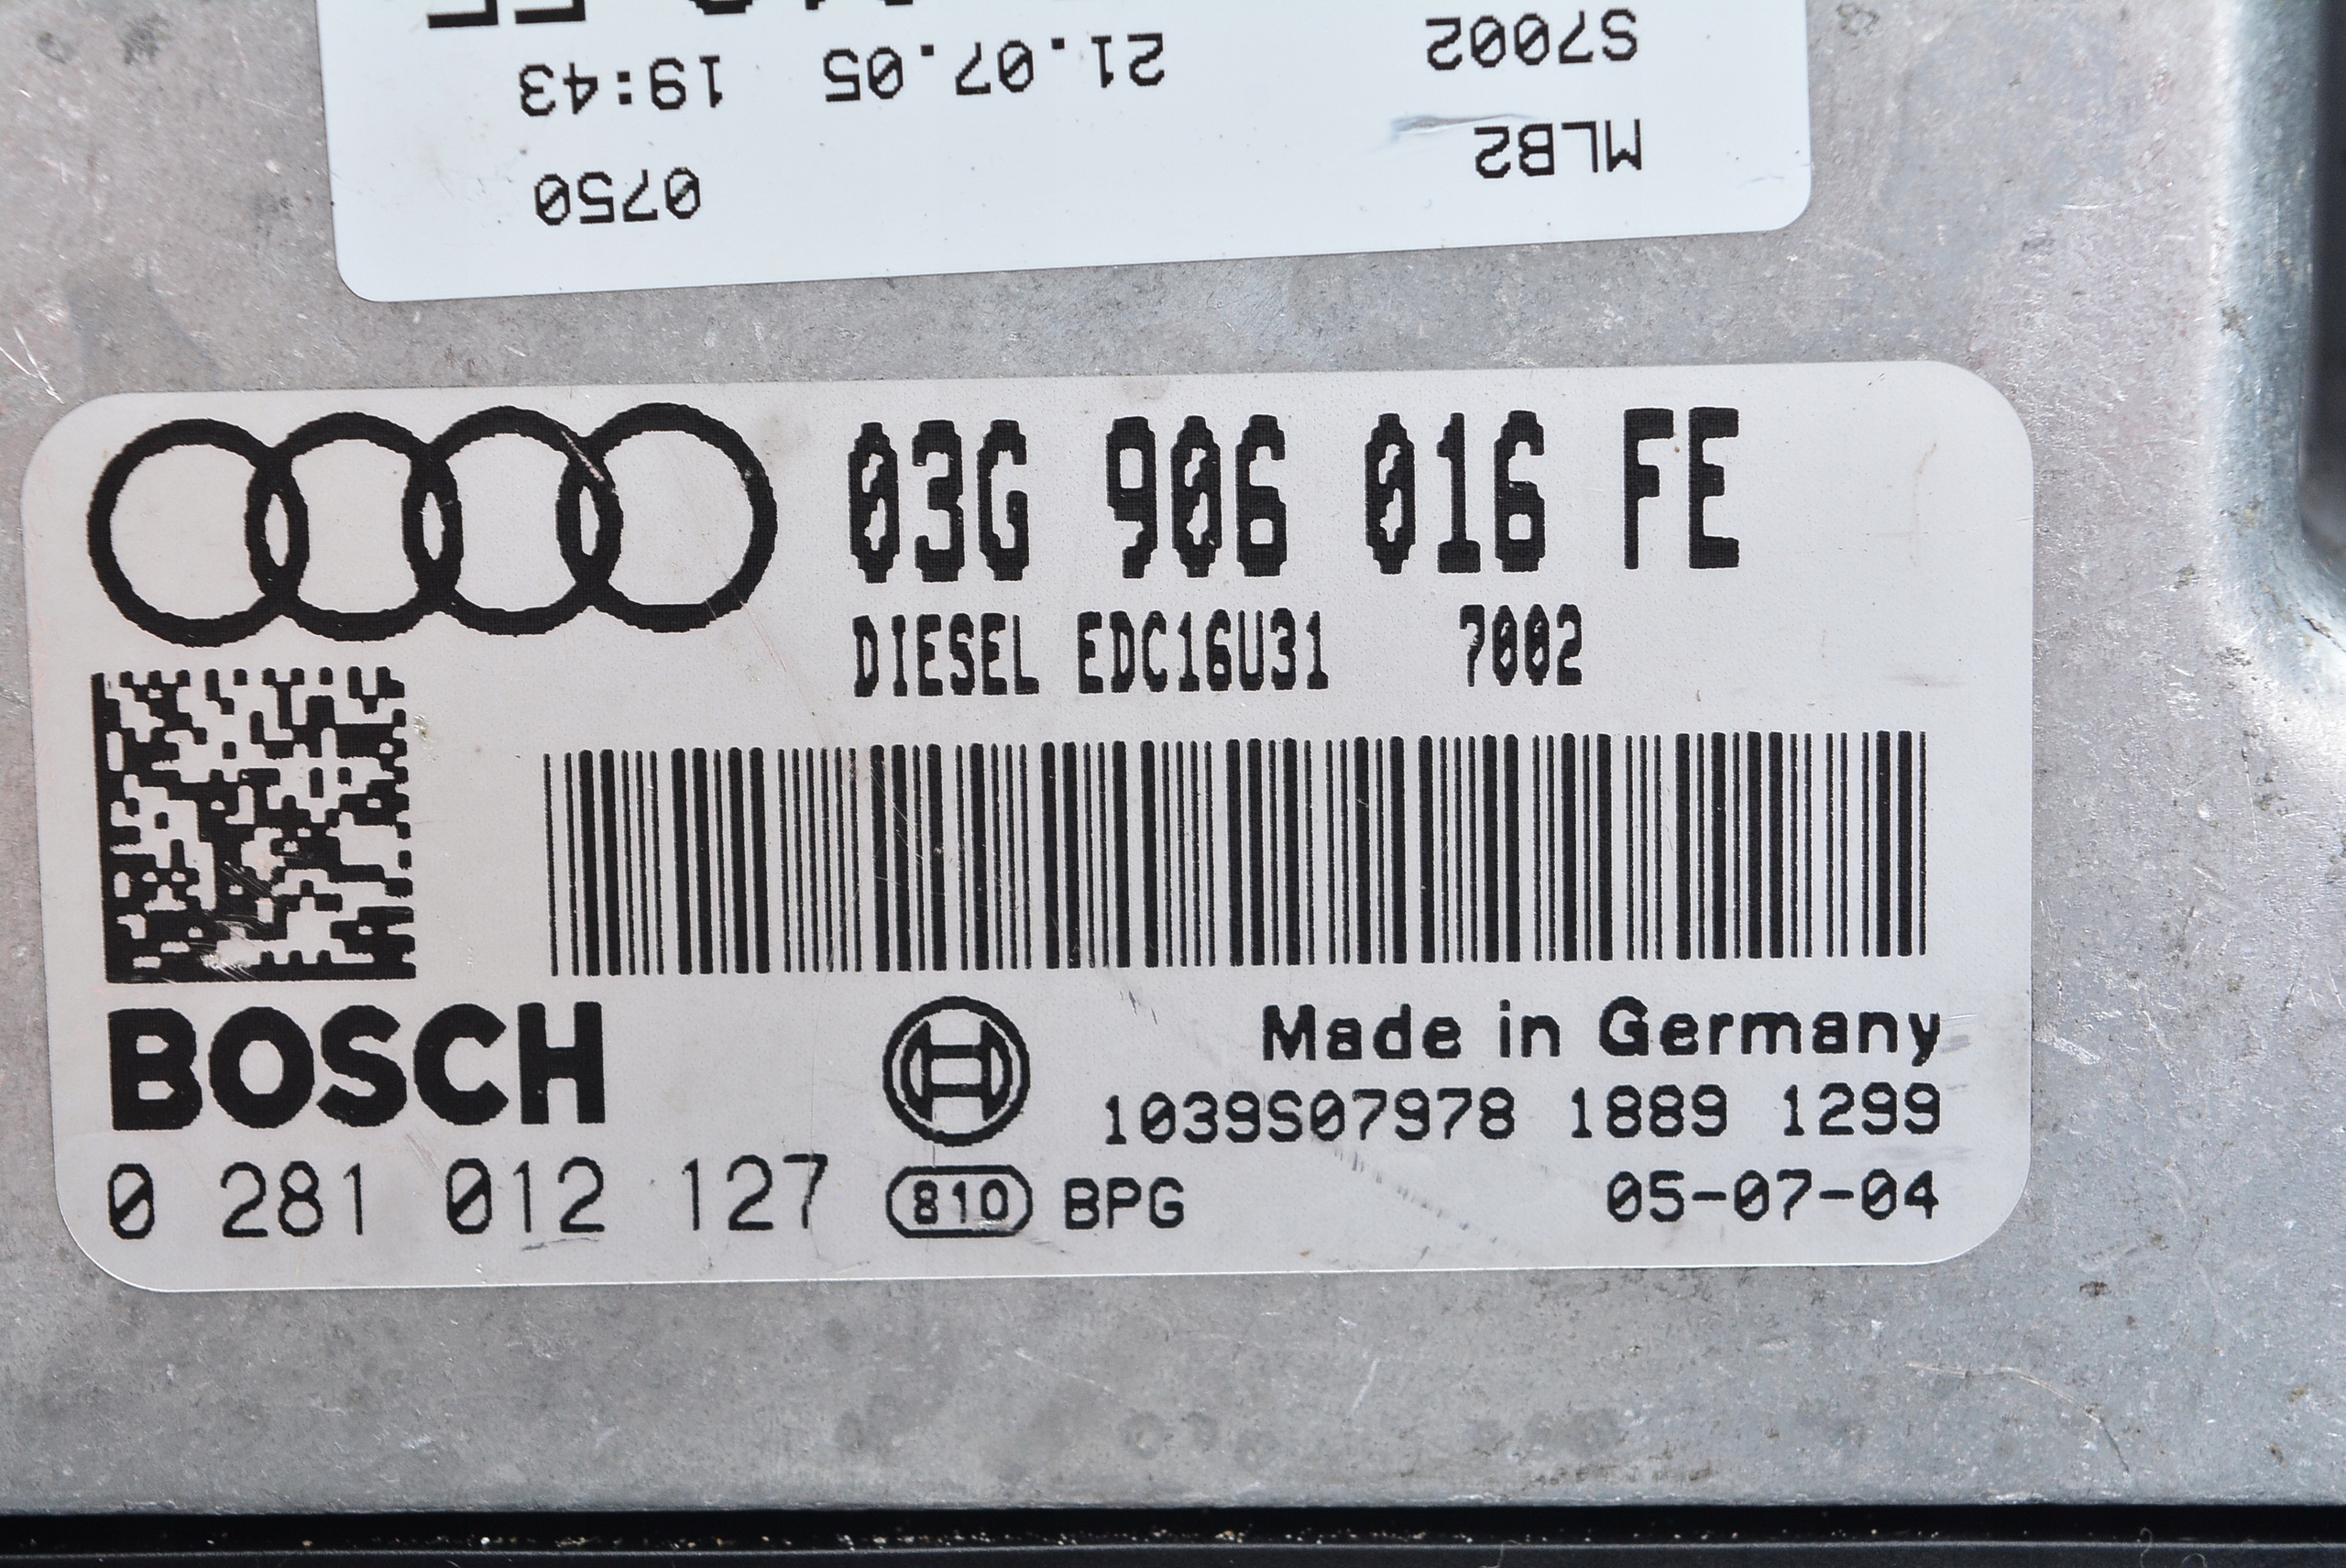 FE
21.07.05 19:43
S7002
MLB2
0750
03G 906 016 FE
DIESEL EDC16U31 7002
BOSCH
Made in Germany
1039S07978 1889 1299
0 281 012 127
810 BPG
05-07-04